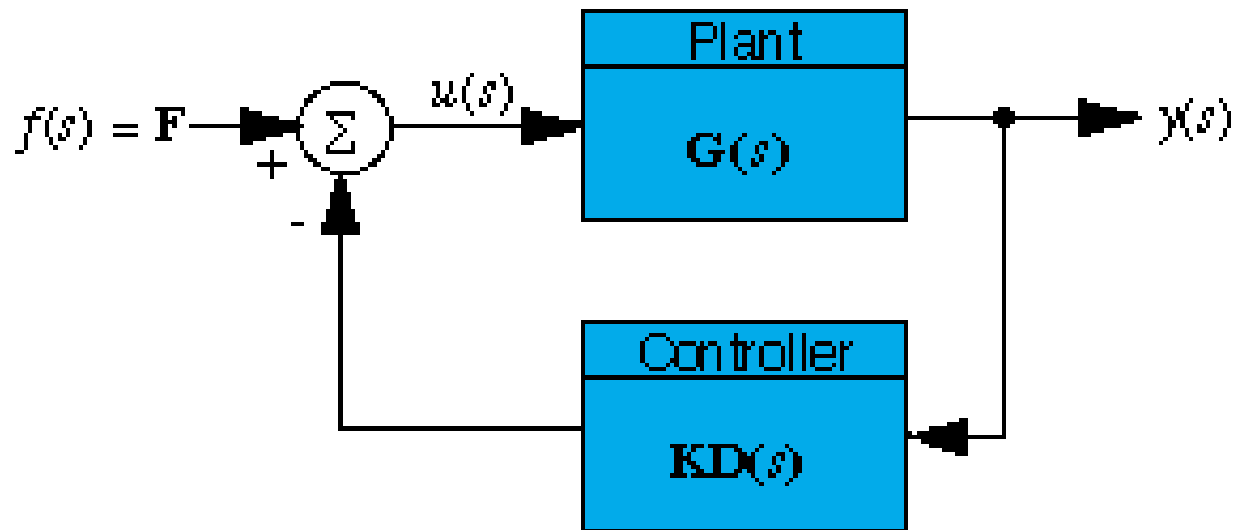 Plant
f(s) = F
+
-
Σ
u(s)
G(s)
y(s)
Controller
KD(s)